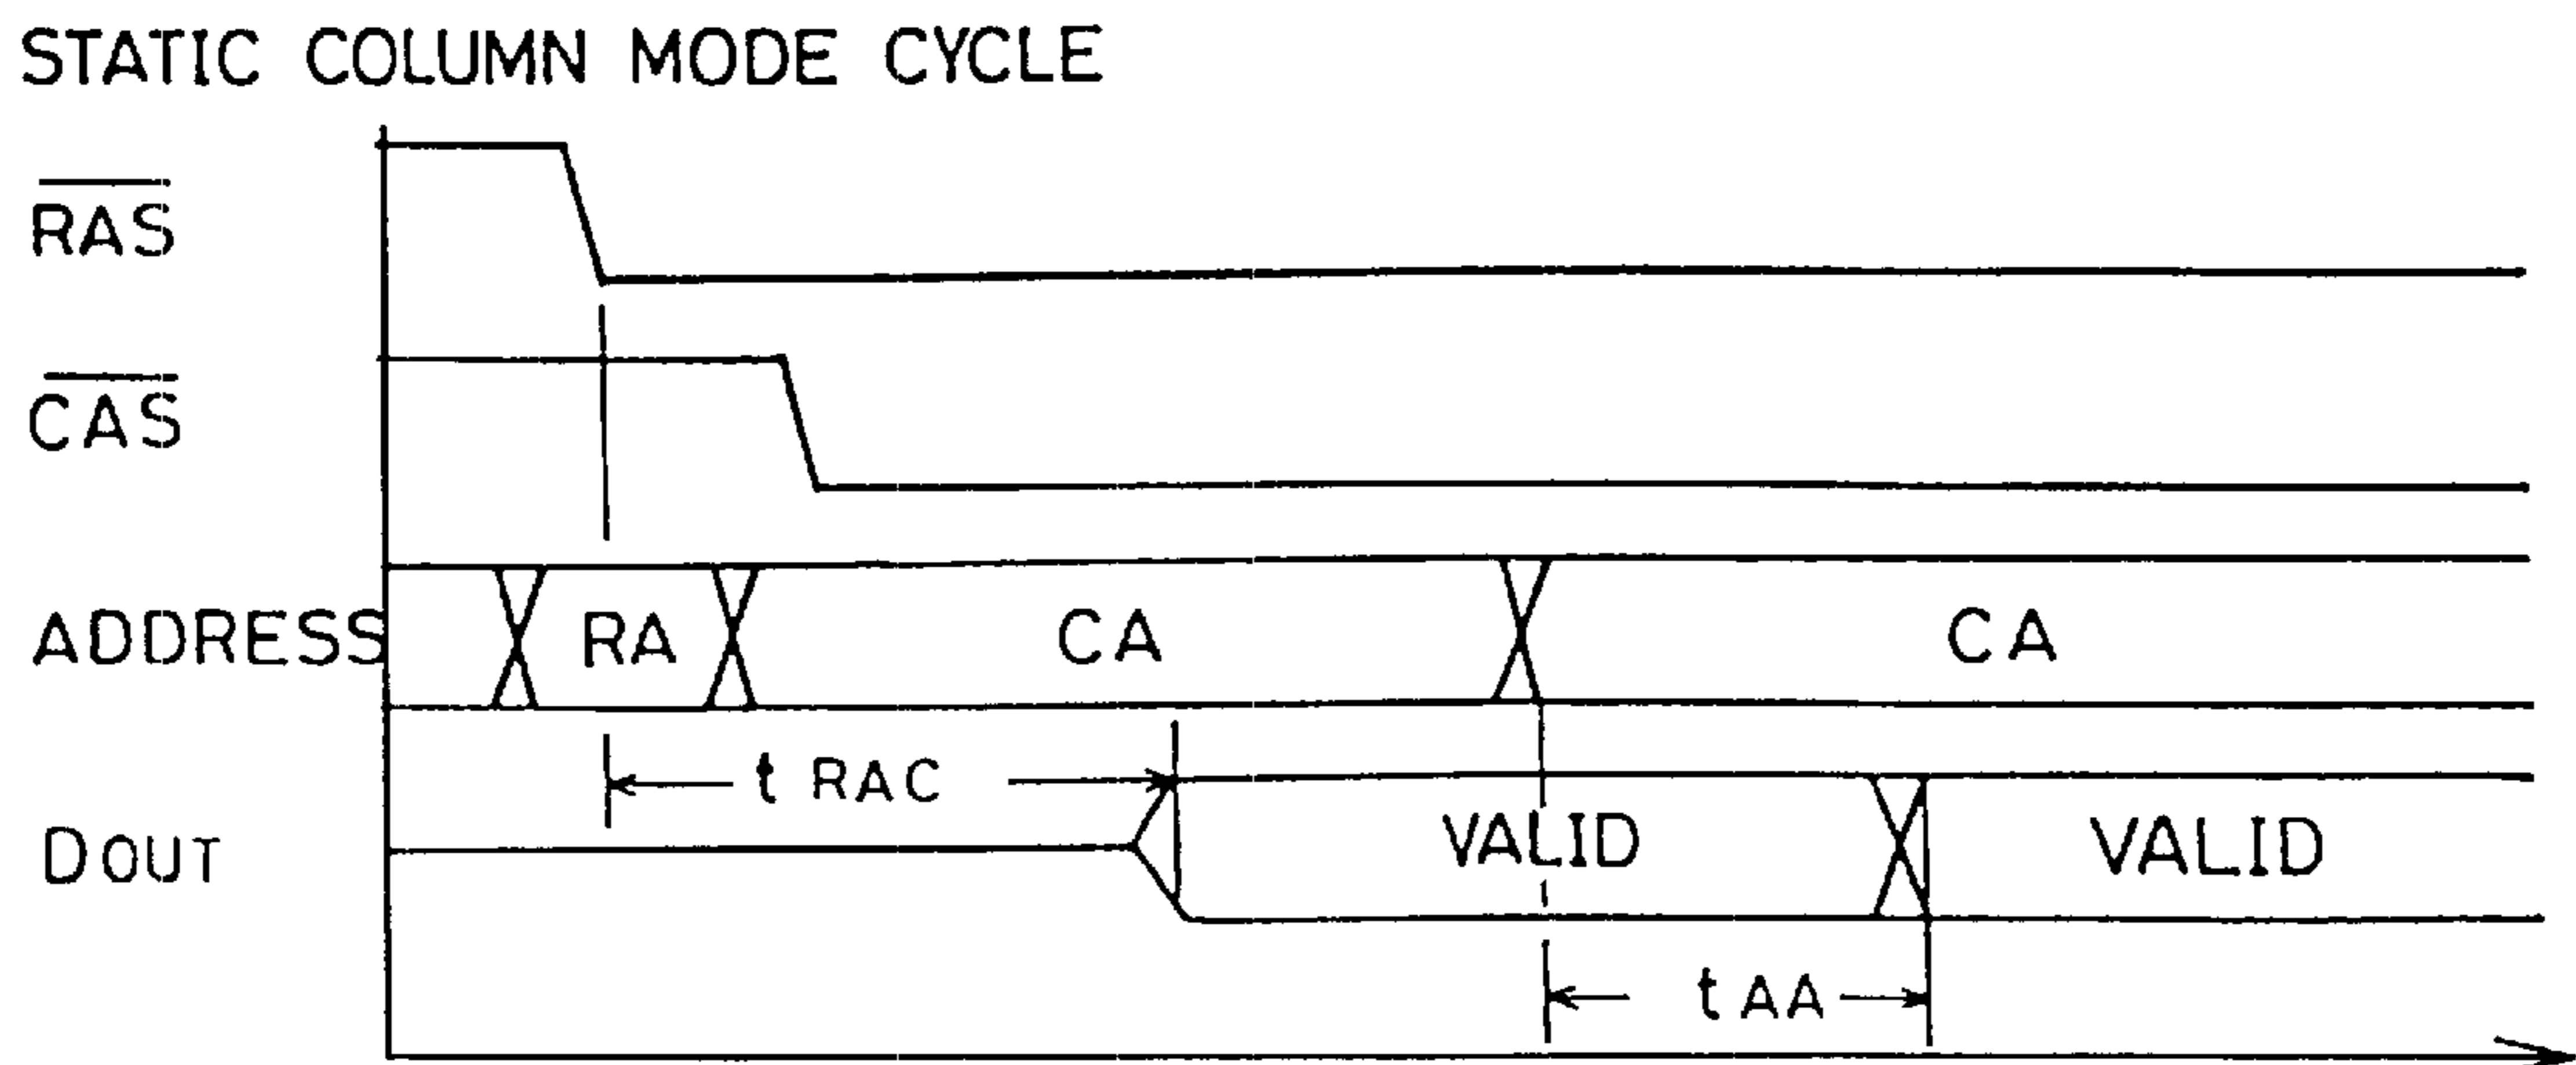 STATIC COLUMN MODE CYCLE
RAS
CAS
ADDRESS RA CA CA
t RAC
DOUT VALID VALID
t AA